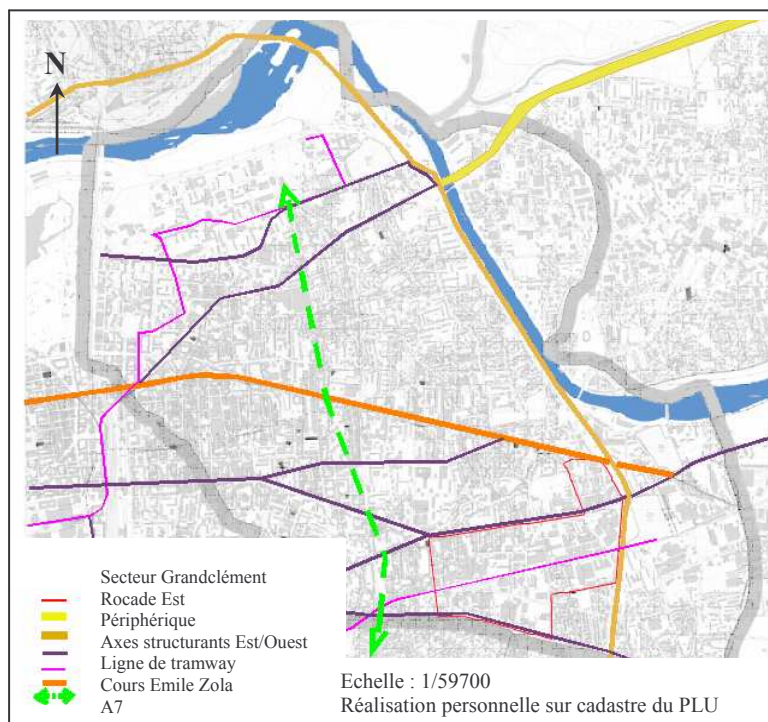 N
Secteur Grandclément
Rocade Est
Périphérique
Axes structurants Est/Ouest
Ligne de tramway
Cours Emile Zola
A7
Echelle : 1/59700
Réalisation personnelle sur cadastre du PLU